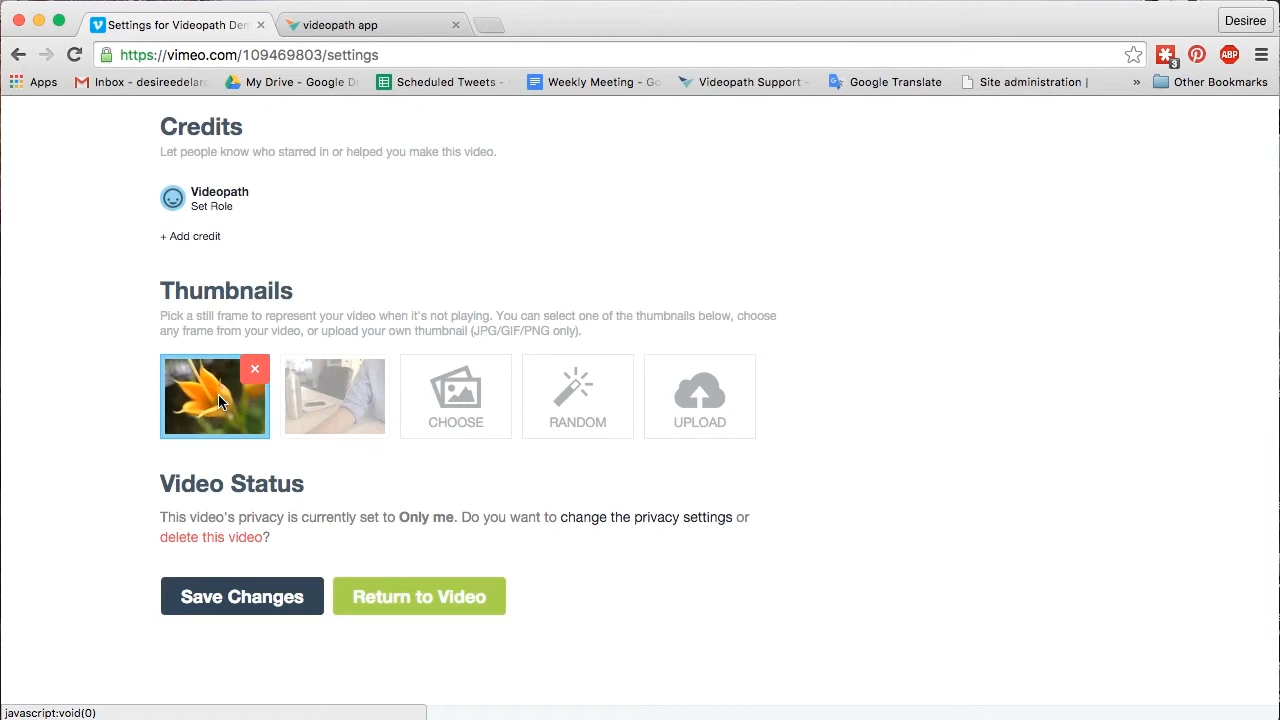 Settings for Videopath Dem
videopath app
Desiree
https://vimeo.com/109469803/settings
3
ABP
Apps
Inbox - desireedelar
My Drive - Google Dr
Scheduled Tweets -
Weekly Meeting - Go
Videopath Support -
Google Translate
Site administration |
»
Other Bookmarks
Credits
Let people know who starred in or helped you make this video.
Videopath
Set Role
+ Add credit
Thumbnails
Pick a still frame to represent your video when it's not playing. You can select one of the thumbnails below, choose
any frame from your video, or upload your own thumbnail (JPG/GIF/PNG only).
CHOOSE
RANDOM
UPLOAD
Video Status
This video's privacy is currently set to Only me. Do you want to change the privacy settings or
delete this video?
Save Changes
Return to Video
javascript:void(0)